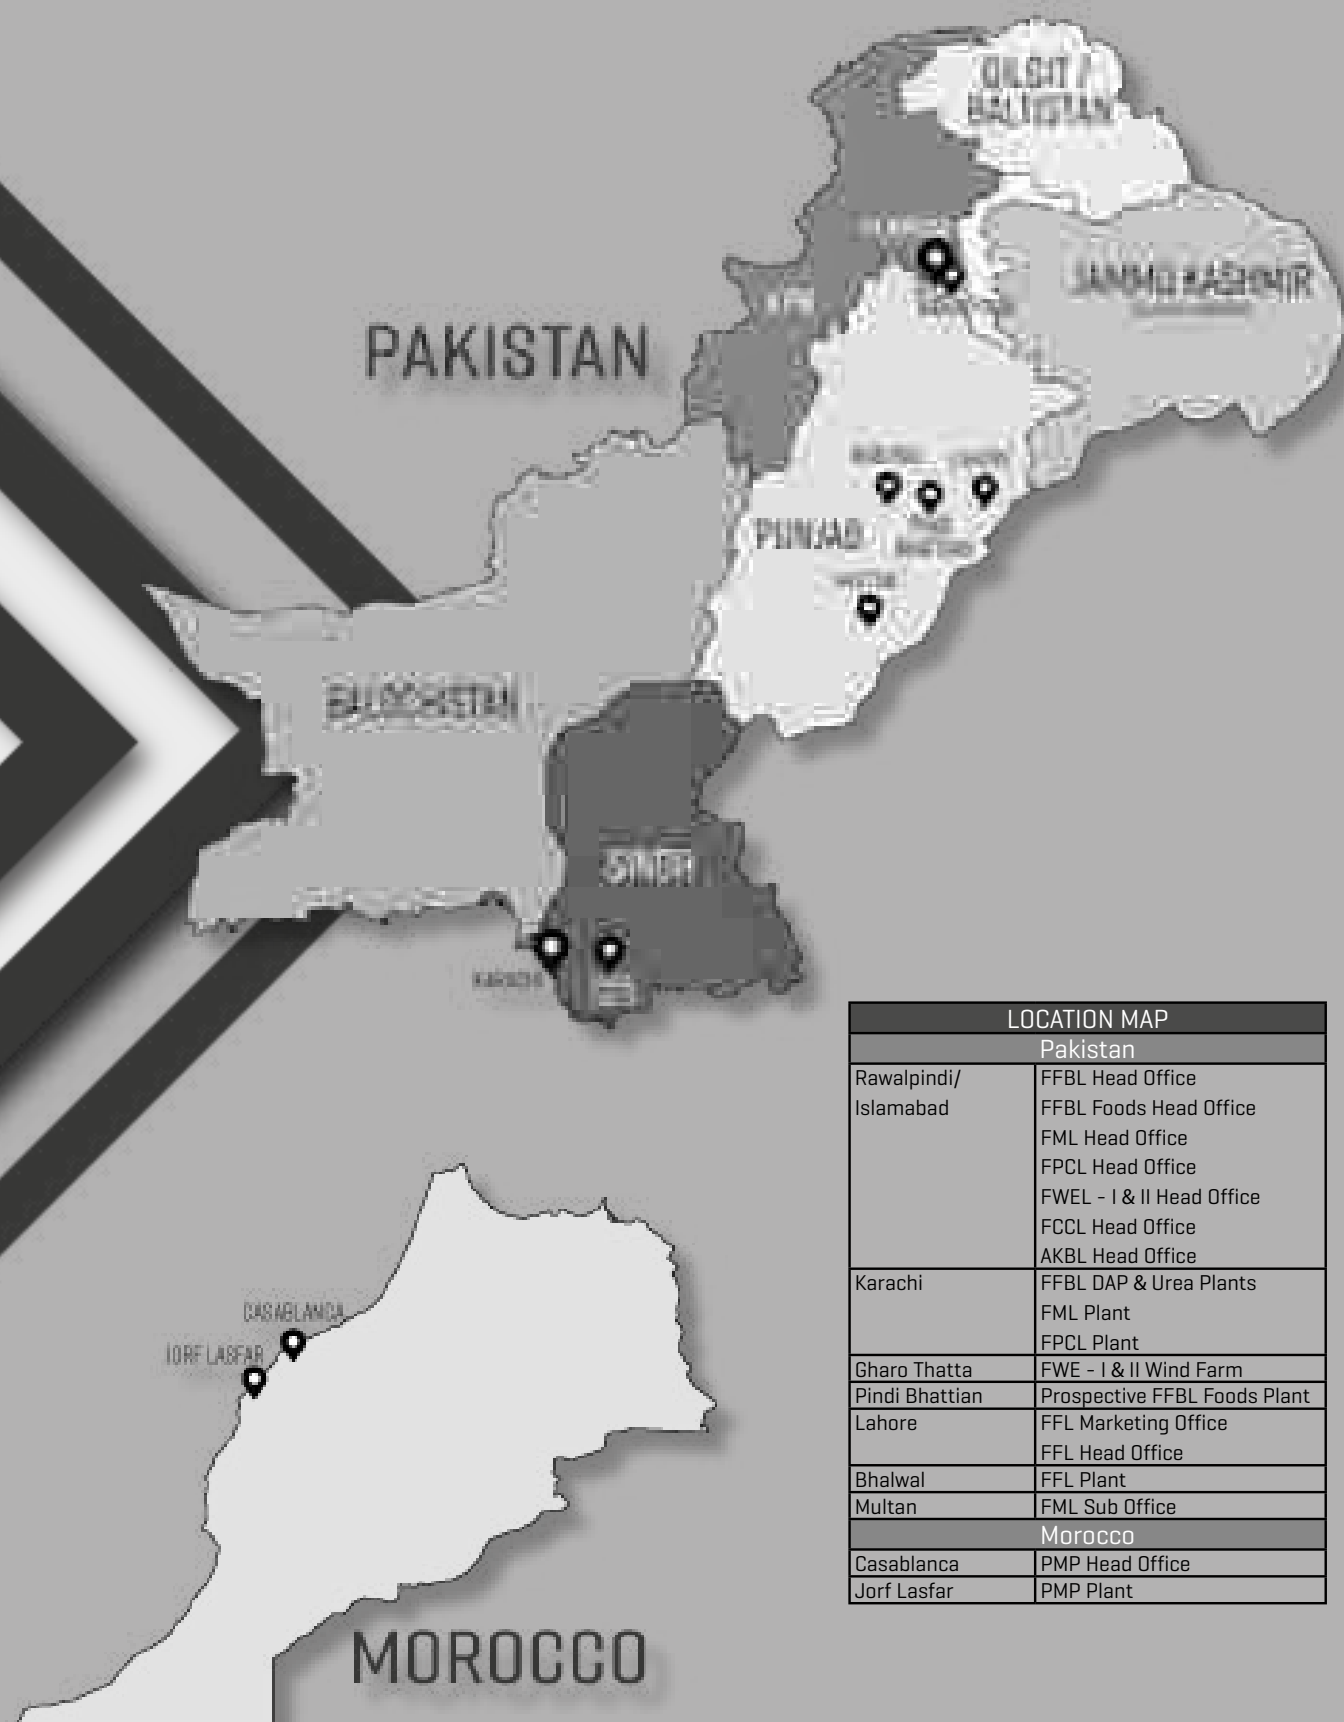 GILGIT /
BALTISTAN
JAMMU KASHMIR
PAKISTAN
PUNJAB
BALOCHISTAN
SINDH
KARACHI
LOCATION MAP
Pakistan
Rawalpindi/ FFBL Head Office
Islamabad FFBL Foods Head Office
FML Head Office
FPCL Head Office
FWEL - I & II Head Office
FCCL Head Office
AKBL Head Office
Karachi FFBL DAP & Urea Plants
FML Plant
FPCL Plant
Gharo Thatta FWE - I & II Wind Farm
Pindi Bhattian Prospective FFBL Foods Plant
Lahore FFL Marketing Office
FFL Head Office
Bhalwal FFL Plant
Multan FML Sub Office
Morocco
Casablanca PMP Head Office
Jorf Lasfar PMP Plant
CASABLANCA
JORF LASFAR
MOROCCO